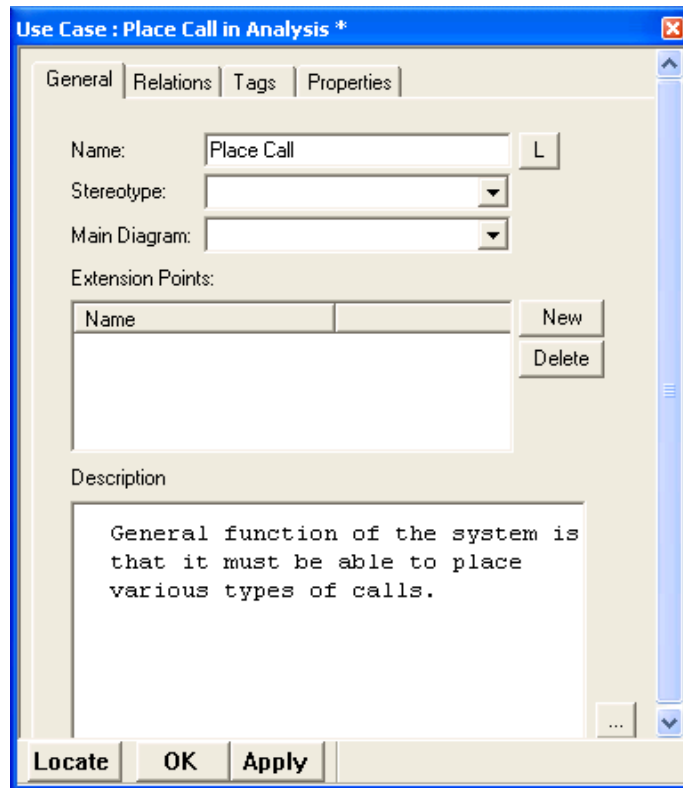 Use Case : Place Call in Analysis *
General Relations Tags Properties
Name: Place Call L
Stereotype:
Main Diagram:
Extension Points:
Name New
Delete
Description
General function of the system is
that it must be able to place
various types of calls.
...
Locate OK Apply